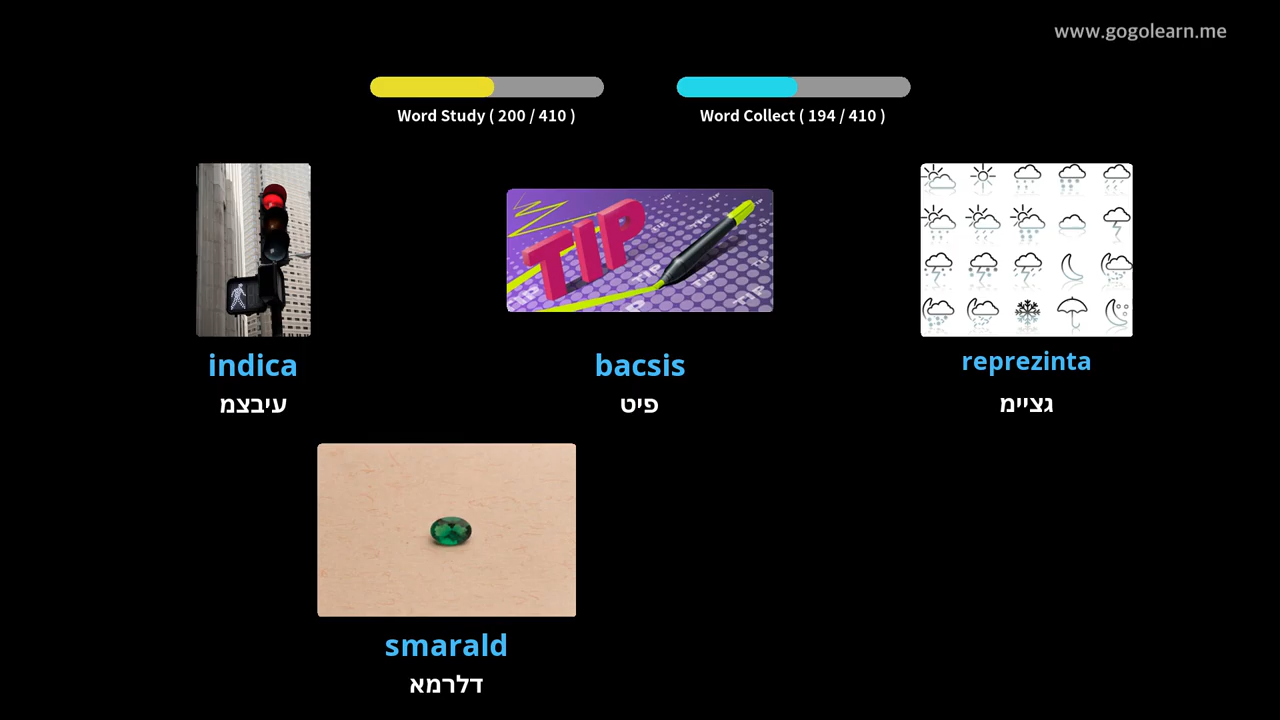 www.gogolearn.me
Word Study ( 200 / 410 )
Word Collect ( 194 / 410 )
TIP
indica
עיבצמ
bacsis
פיט
reprezinta
גציימ
smarald
דלרמא